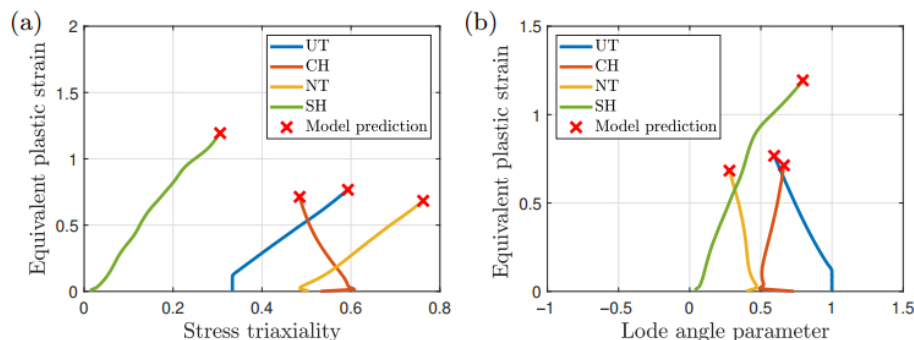 (a)
Equivalent plastic strain
2
1.5
1
0.5
0
0
0.2
0.4
0.6
0.8
Stress triaxiality
UT
CH
NT
SH
Model prediction
(b)
Equivalent plastic strain
1.5
1
0.5
0
−1
−0.5
0
0.5
1
1.5
Lode angle parameter
UT
CH
NT
SH
Model prediction